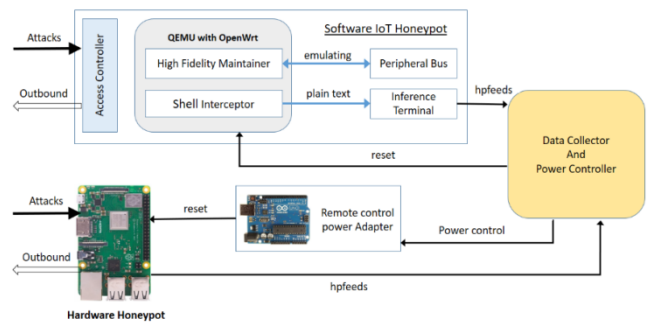 Software IoT Honeypot
Attacks
Outbound
Access Controller
QEMU with OpenWrt
High Fidelity Maintainer
emulating
Peripheral Bus
Shell Interceptor
plain text
Inference
Terminal
hpfeeds
Data Collector
And
Power Controller
reset
Attacks
Outbound
reset
Remote control
power Adapter
Power control
hpfeeds
Hardware Honeypot